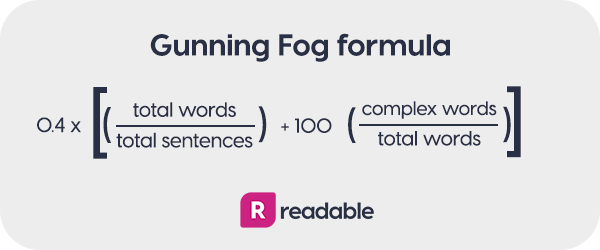 Gunning Fog formula
0.4 x [( total words / total sentences ) + 100 ( complex words / total words )]
R readable